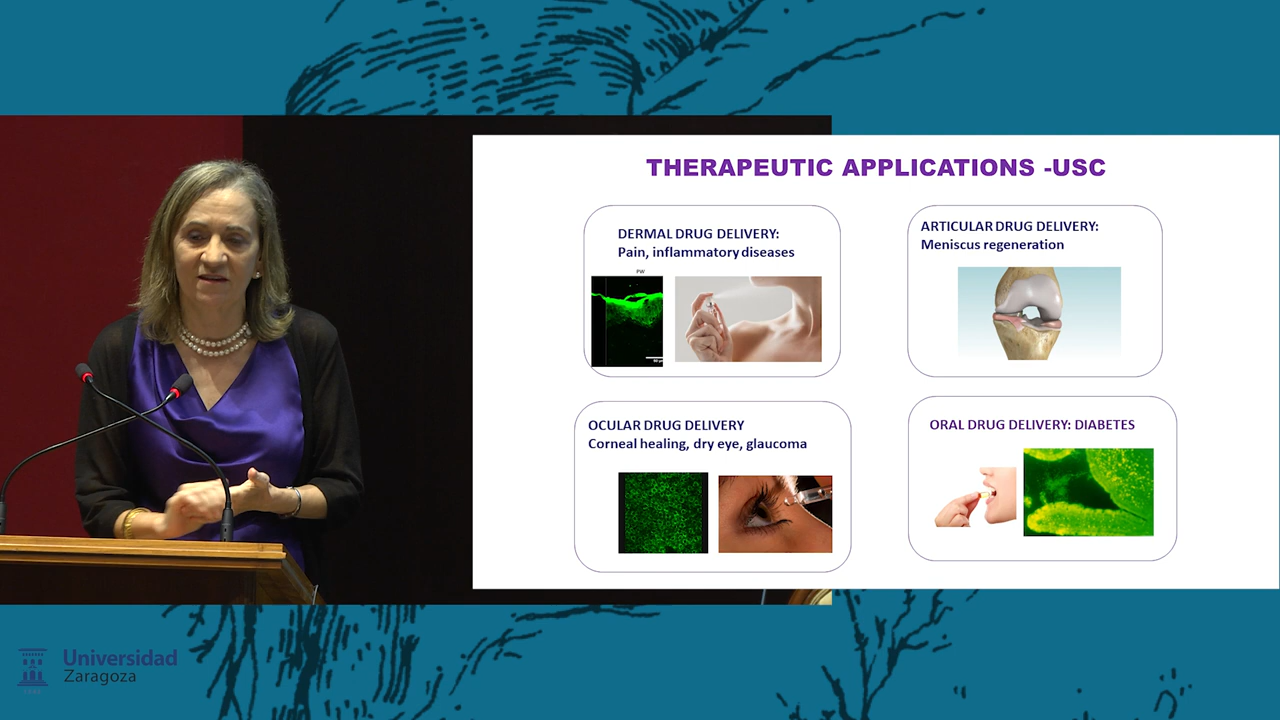 THERAPEUTIC APPLICATIONS -USC
DERMAL DRUG DELIVERY:
Pain, inflammatory diseases
PW
ARTICULAR DRUG DELIVERY:
Meniscus regeneration
OCULAR DRUG DELIVERY
Corneal healing, dry eye, glaucoma
ORAL DRUG DELIVERY: DIABETES
Universidad
Zaragoza